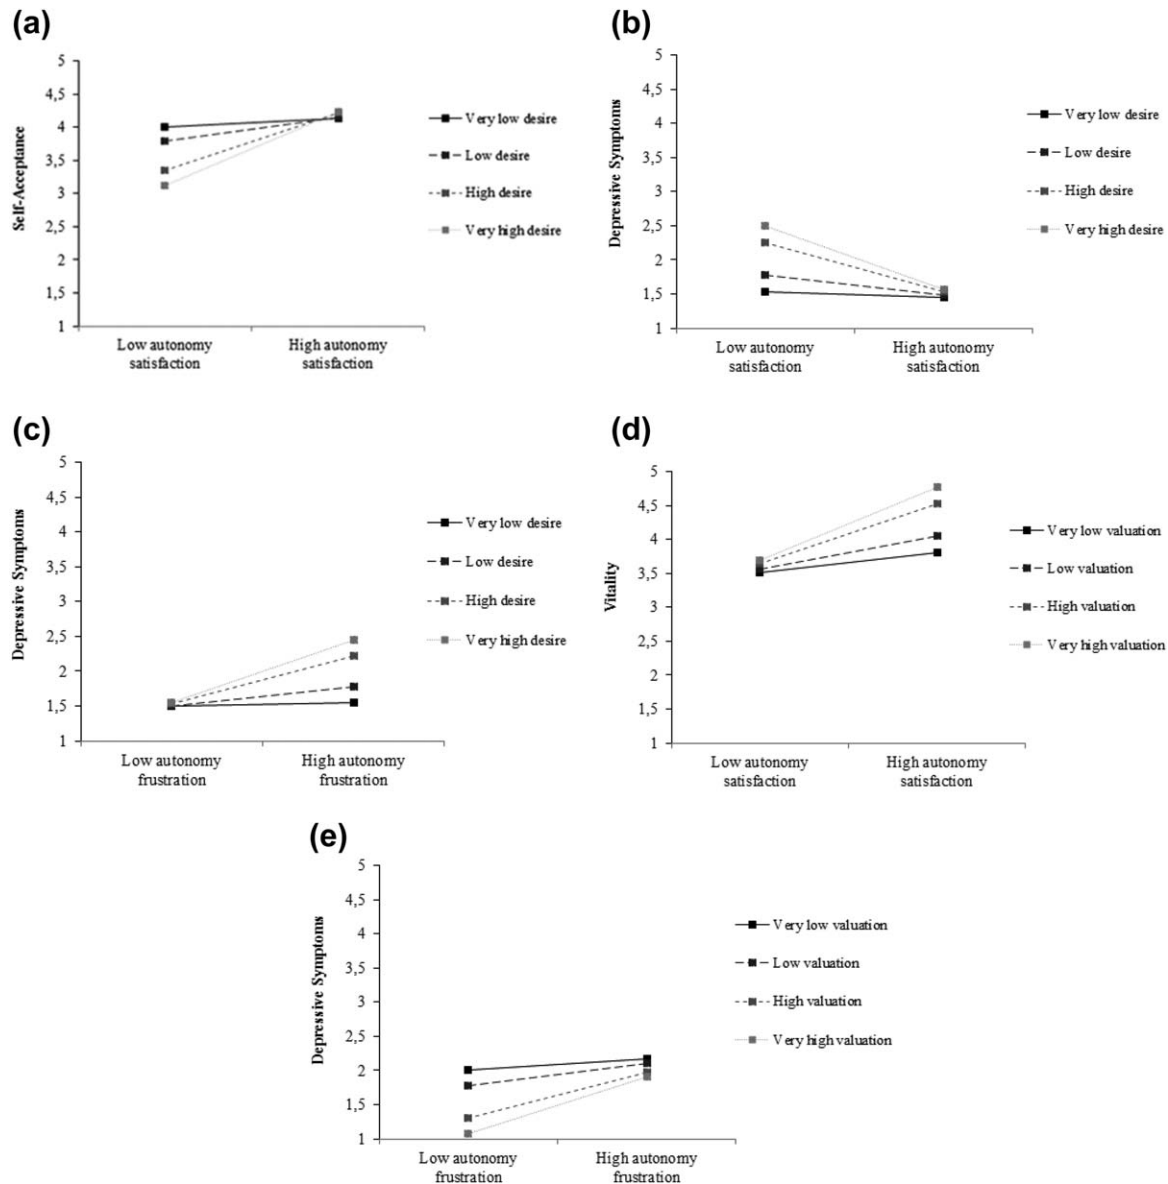 (a)
5
4,5
4
3,5
3
2,5
2
1,5
1
Self-Acceptance
Low autonomy
satisfaction
High autonomy
satisfaction
Very low desire
Low desire
High desire
Very high desire
(b)
5
4,5
4
3,5
3
2,5
2
1,5
1
Depressive Symptoms
Low autonomy
satisfaction
High autonomy
satisfaction
Very low desire
Low desire
High desire
Very high desire
(c)
5
4,5
4
3,5
3
2,5
2
1,5
1
Depressive Symptoms
Low autonomy
frustration
High autonomy
frustration
Very low desire
Low desire
High desire
Very high desire
(d)
5
4,5
4
3,5
3
2,5
2
1,5
1
Vitality
Low autonomy
satisfaction
High autonomy
satisfaction
Very low valuation
Low valuation
High valuation
Very high valuation
(e)
5
4,5
4
3,5
3
2,5
2
1,5
1
Depressive Symptoms
Low autonomy
frustration
High autonomy
frustration
Very low valuation
Low valuation
High valuation
Very high valuation